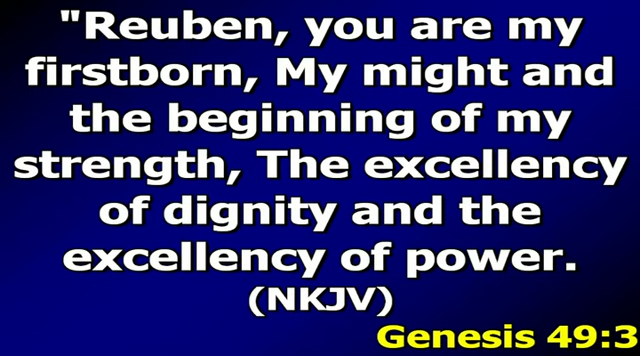 "Reuben, you are my
firstborn, My might and
the beginning of my
strength, The excellency
of dignity and the
excellency of power.
(NKJV)
Genesis 49:3